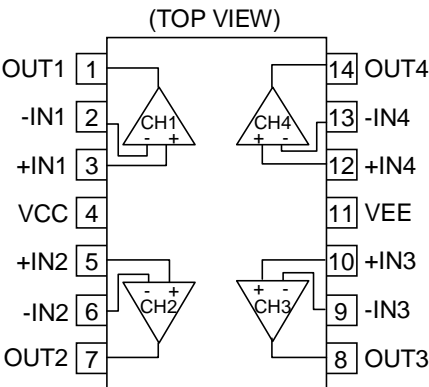 (TOP VIEW)
OUT1 1 14 OUT4
-IN1 2 CH1 CH4 13 -IN4
- + + -
+IN1 3 12 +IN4
VCC 4 11 VEE
+IN2 5 10 +IN3
- + + -
-IN2 6 CH2 CH3 9 -IN3
OUT2 7 8 OUT3